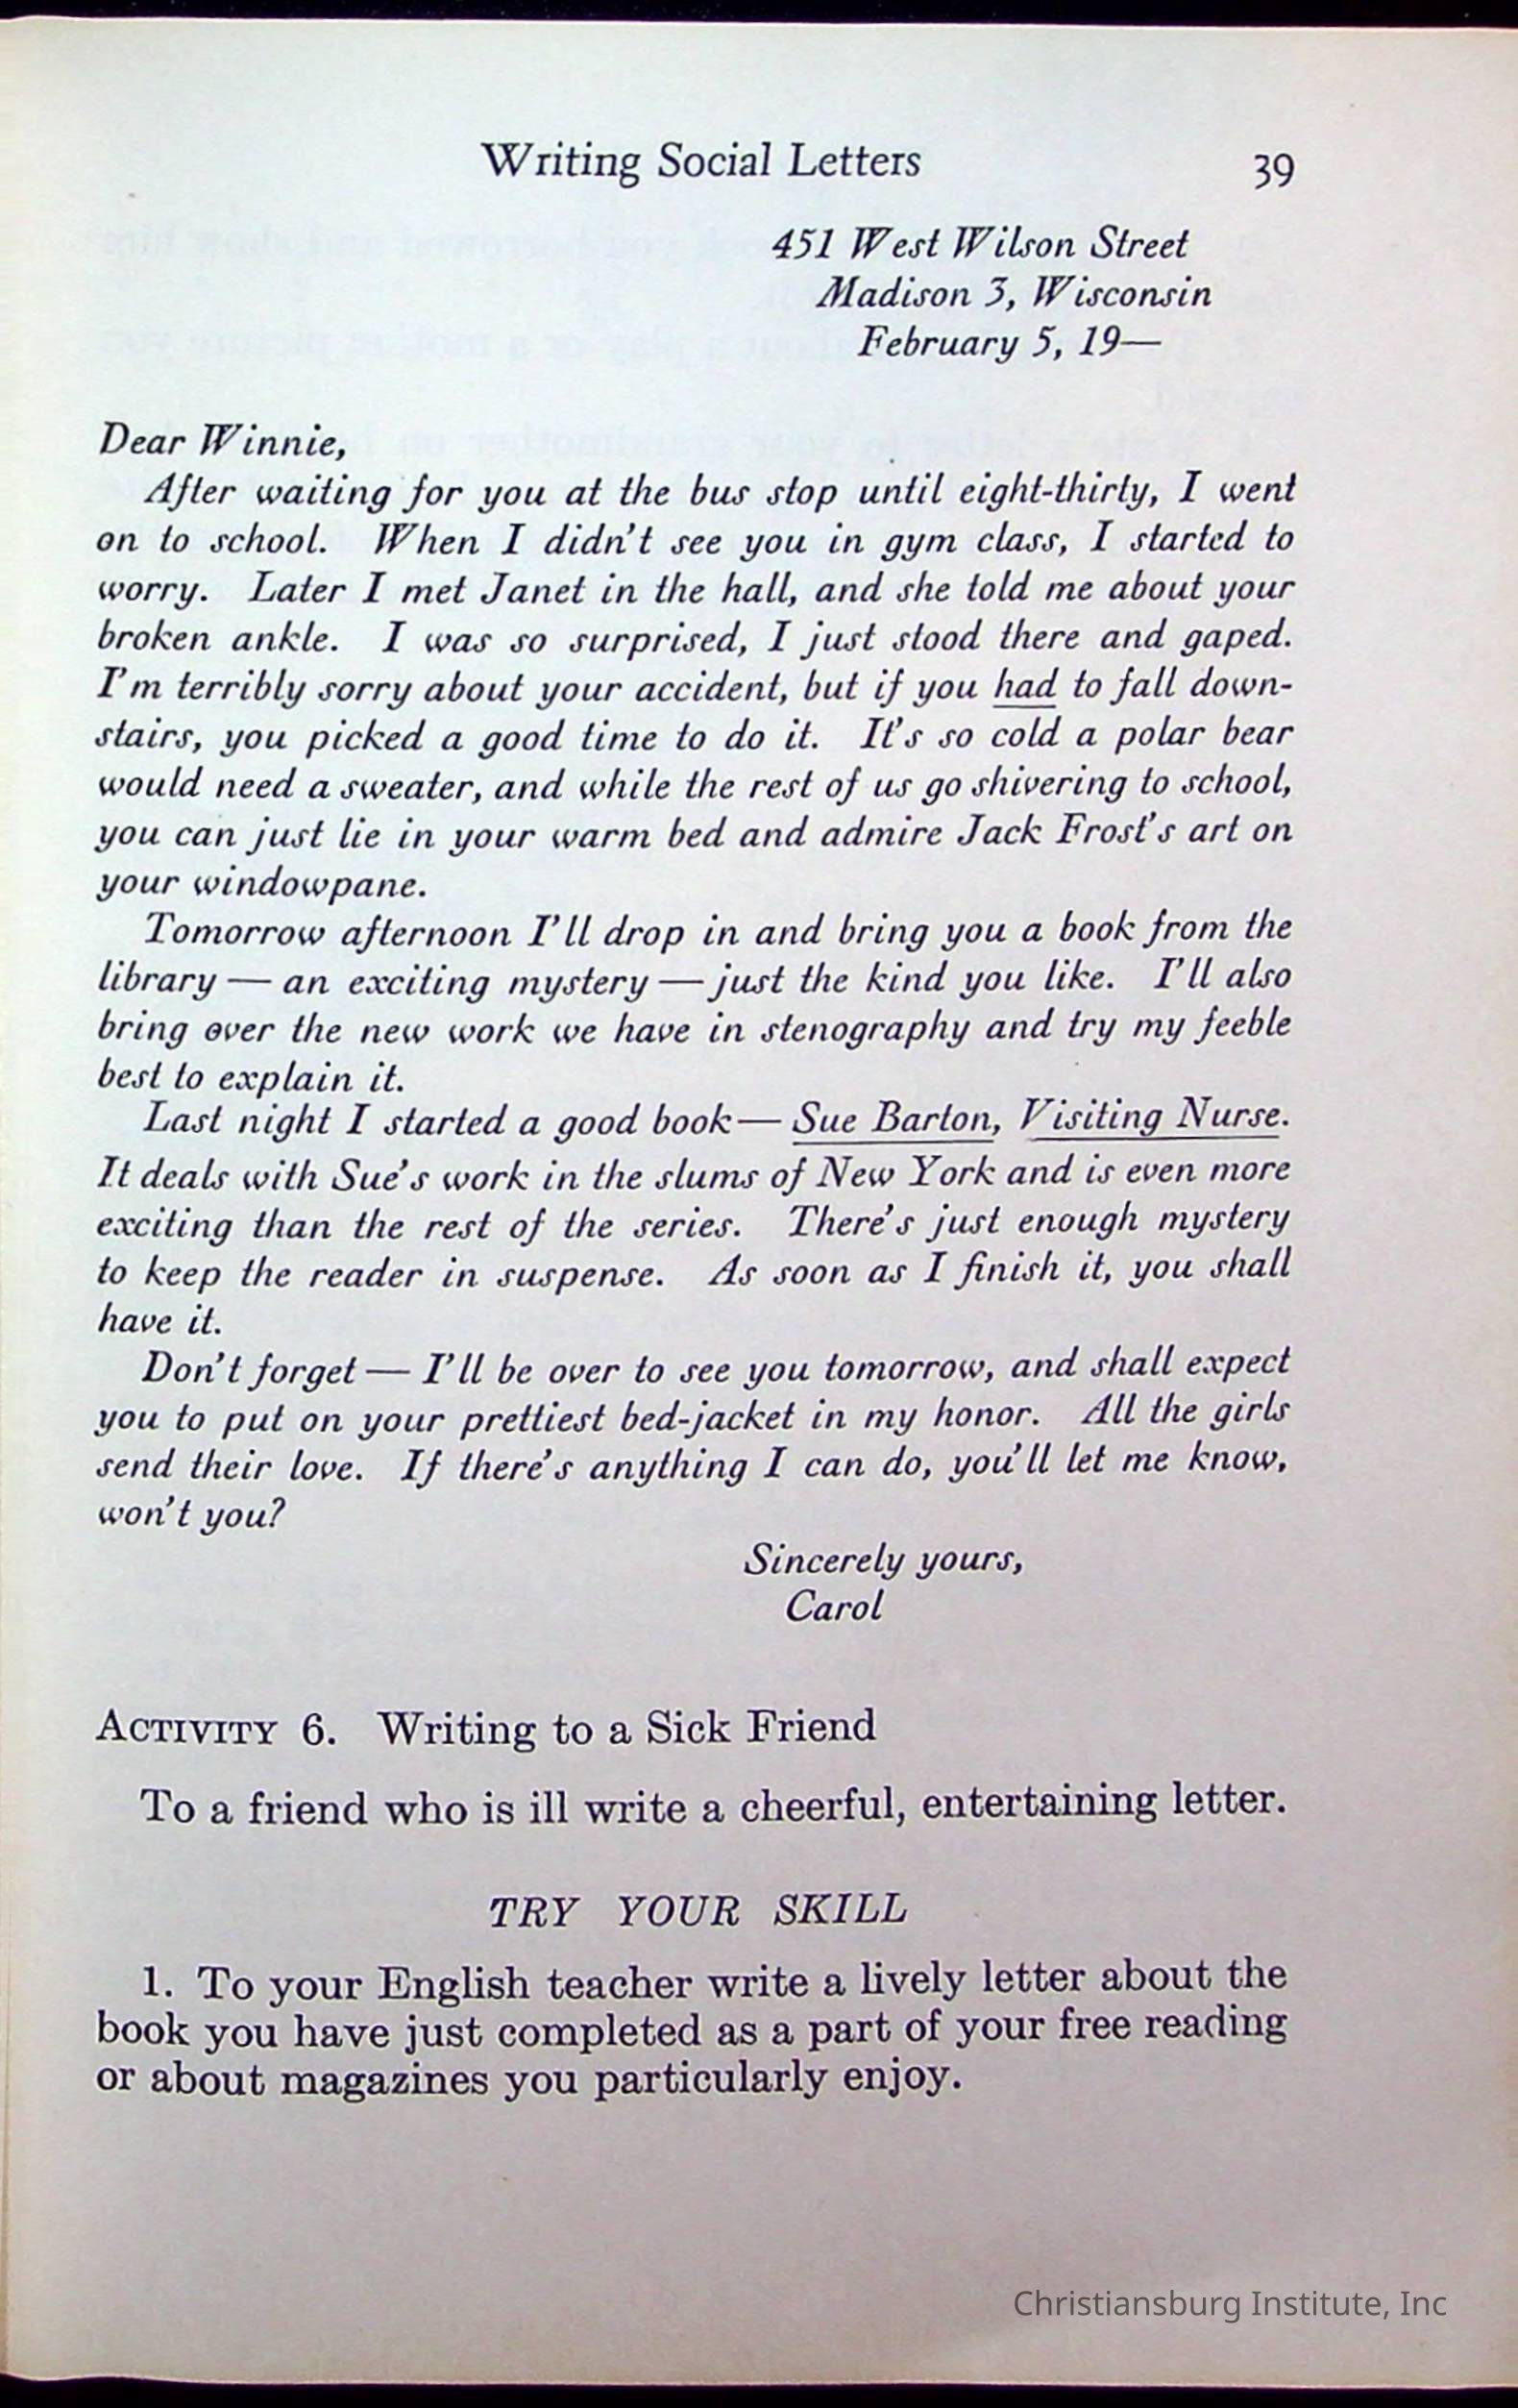 Writing Social Letters 39
451 West Wilson Street
Madison 3, Wisconsin
February 5, 19—
Dear Winnie,
After waiting for you at the bus stop until eight-thirty, I went
on to school. When I didn't see you in gym class, I started to
worry. Later I met Janet in the hall, and she told me about your
broken ankle. I was so surprised, I just stood there and gaped.
I'm terribly sorry about your accident, but if you had to fall down-
stairs, you picked a good time to do it. It's so cold a polar bear
would need a sweater, and while the rest of us go shivering to school,
you can just lie in your warm bed and admire Jack Frost's art on
your windowpane.
Tomorrow afternoon I'll drop in and bring you a book from the
library — an exciting mystery — just the kind you like. I'll also
bring over the new work we have in stenography and try my feeble
best to explain it.
Last night I started a good book— Sue Barton, Visiting Nurse.
It deals with Sue's work in the slums of New York and is even more
exciting than the rest of the series. There's just enough mystery
to keep the reader in suspense. As soon as I finish it, you shall
have it.
Don't forget — I'll be over to see you tomorrow, and shall expect
you to put on your prettiest bed-jacket in my honor. All the girls
send their love. If there's anything I can do, you'll let me know,
won't you?
Sincerely yours,
Carol
ACTIVITY 6. Writing to a Sick Friend
To a friend who is ill write a cheerful, entertaining letter.
TRY YOUR SKILL
1. To your English teacher write a lively letter about the
book you have just completed as a part of your free reading
or about magazines you particularly enjoy.
Christiansburg Institute, Inc